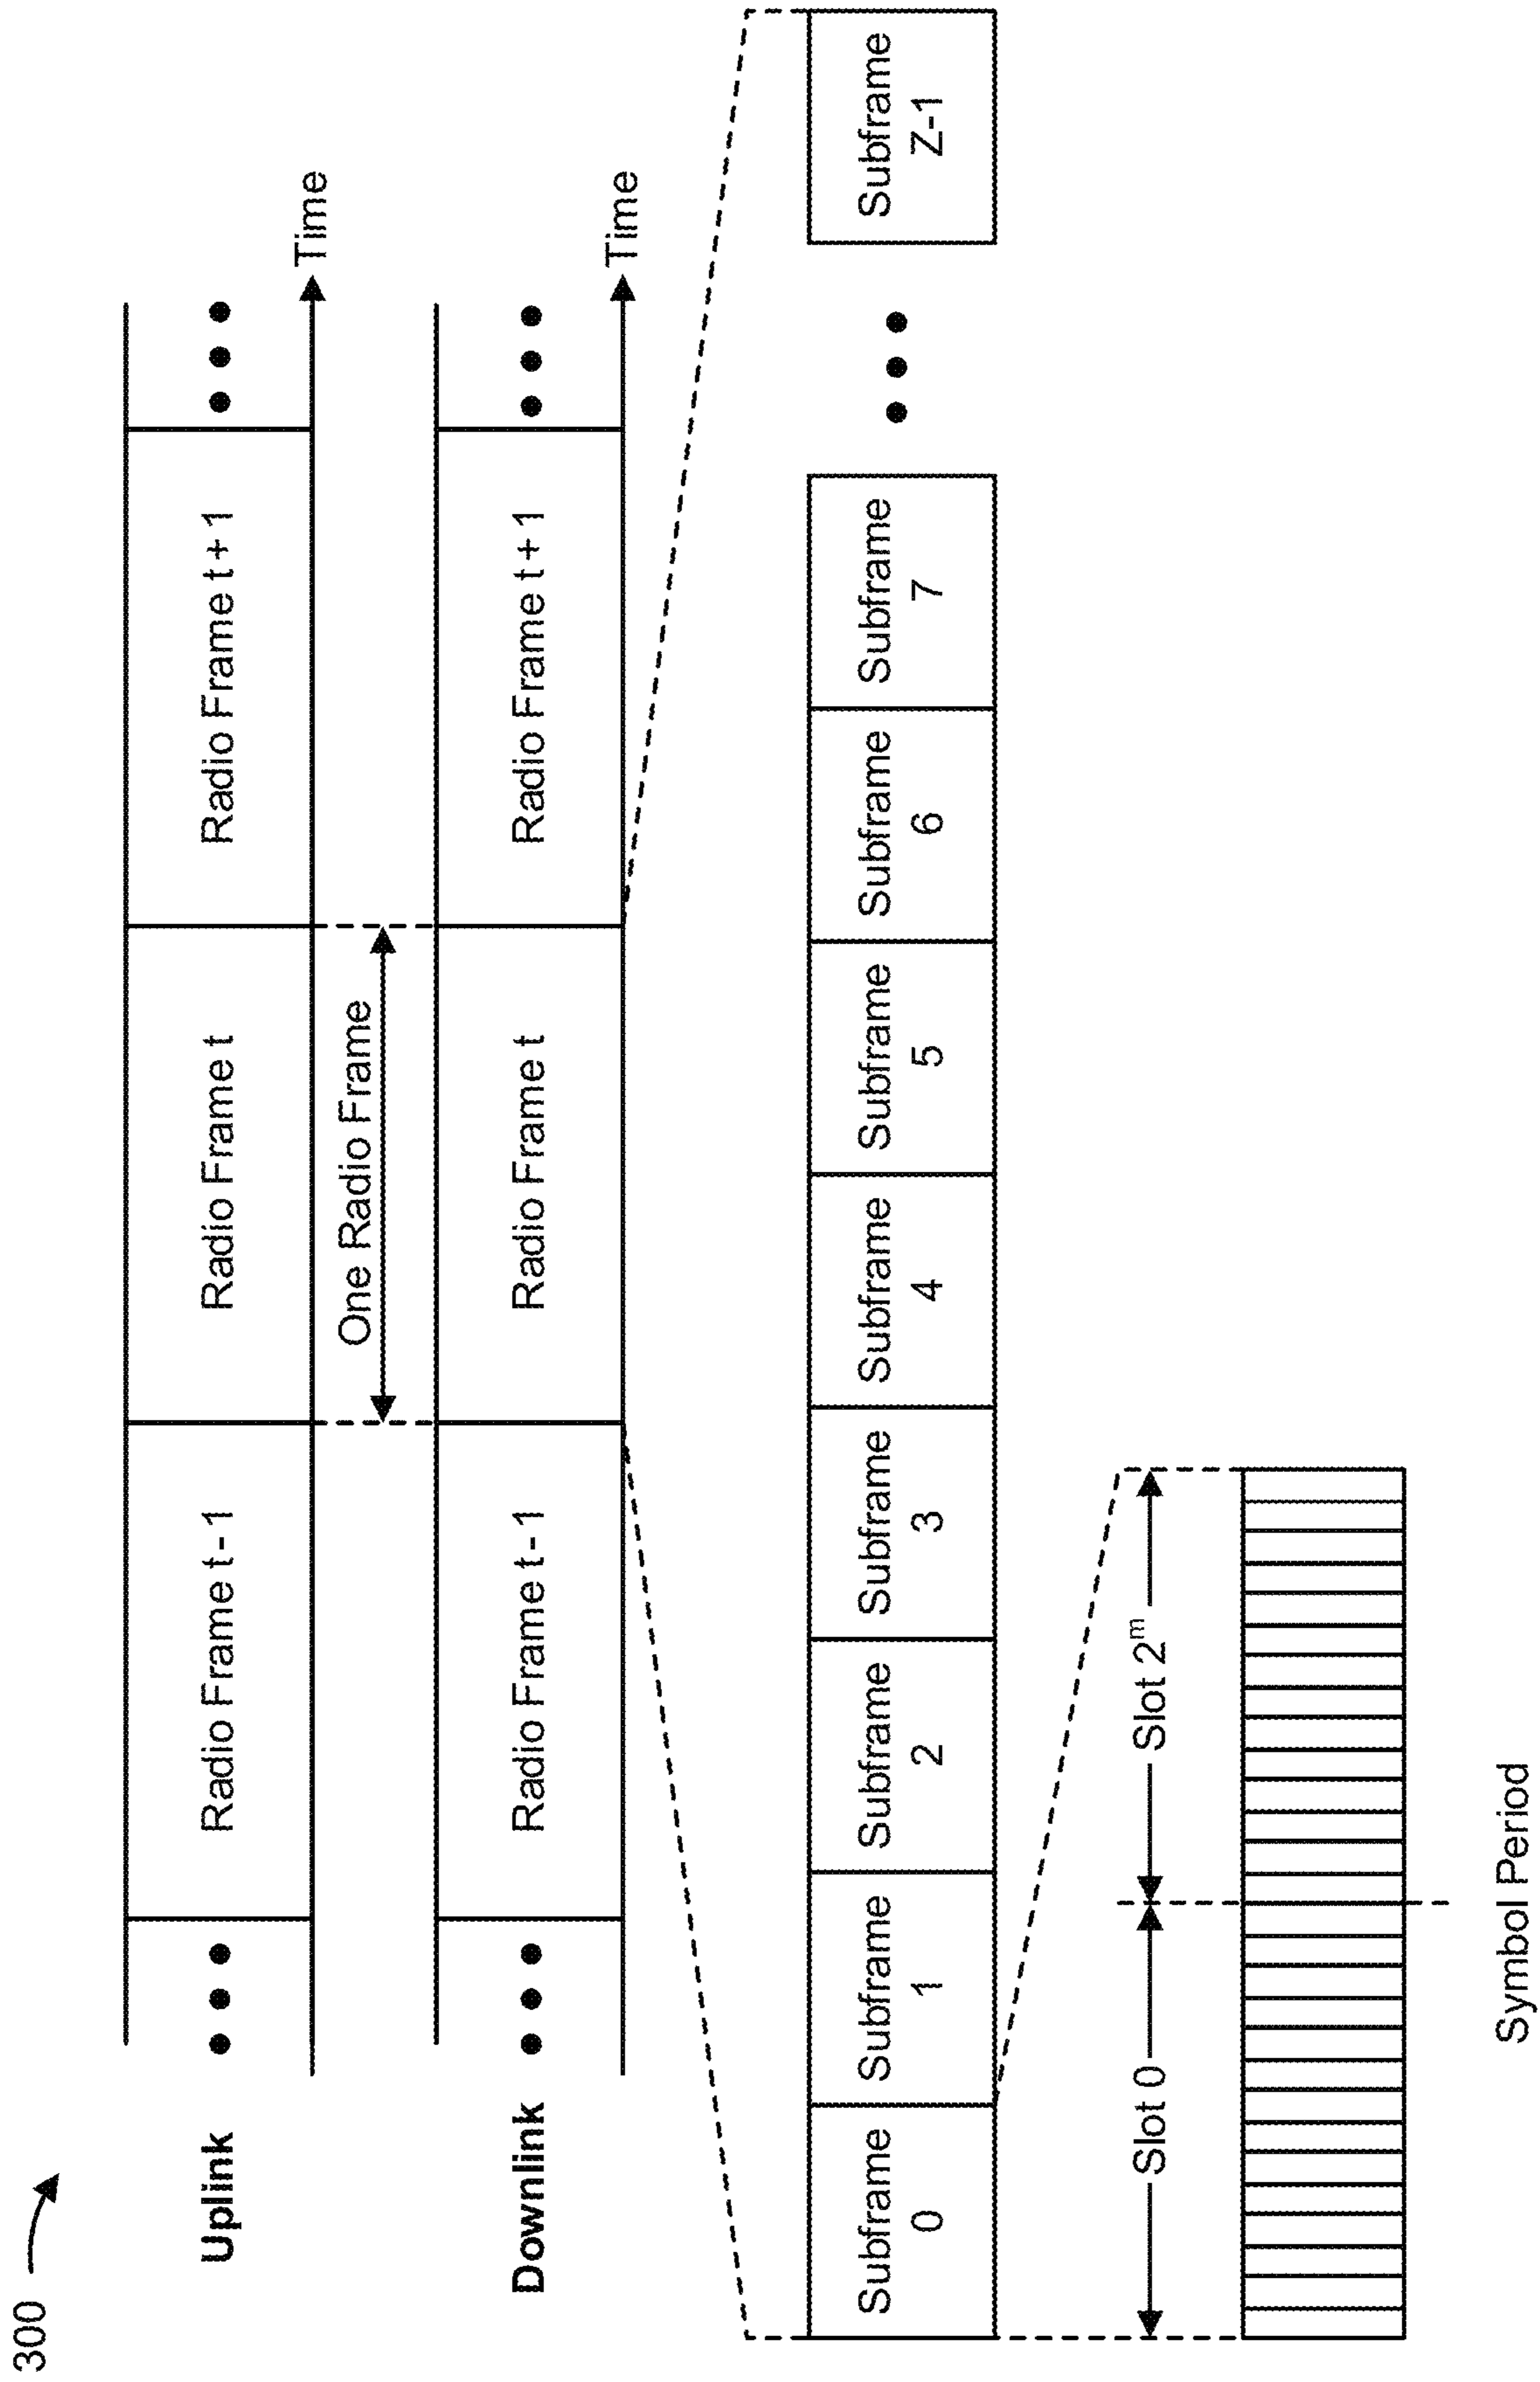 300
Uplink
Radio Frame t-1
Radio Frame t
Radio Frame t+1
Time
One Radio Frame
Downlink
Radio Frame t-1
Radio Frame t
Radio Frame t+1
Time
Subframe
0
Subframe
1
Subframe
2
Subframe
3
Subframe
4
Subframe
5
Subframe
6
Subframe
7
Subframe
Z-1
Slot 0
Slot 2ᵐ
Symbol Period